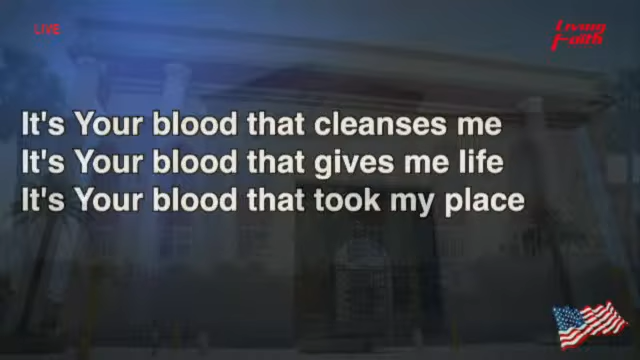 LIVE
Living
Faith
It's Your blood that cleanses me
It's Your blood that gives me life
It's Your blood that took my place